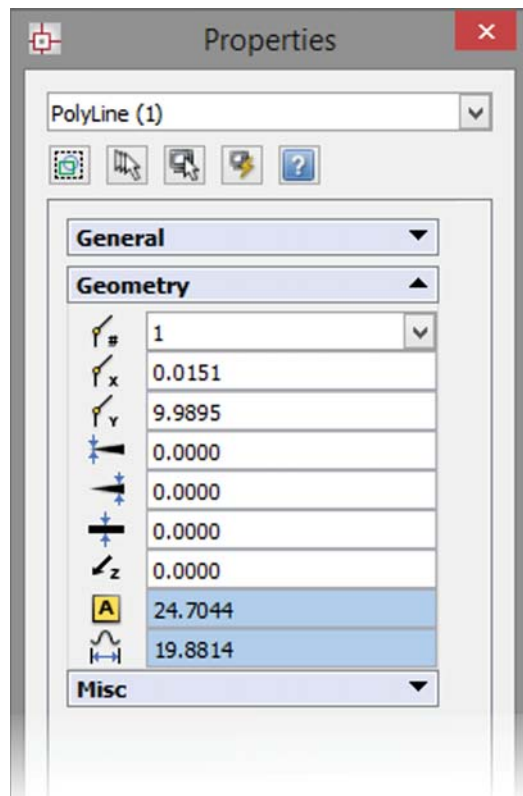 Properties
PolyLine (1)
General
Geometry
# 1
X 0.0151
Y 9.9895
0.0000
0.0000
0.0000
Z 0.0000
A 24.7044
19.8814
Misc